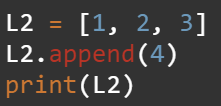 L2 = [1, 2, 3]
L2.append(4)
print(L2)